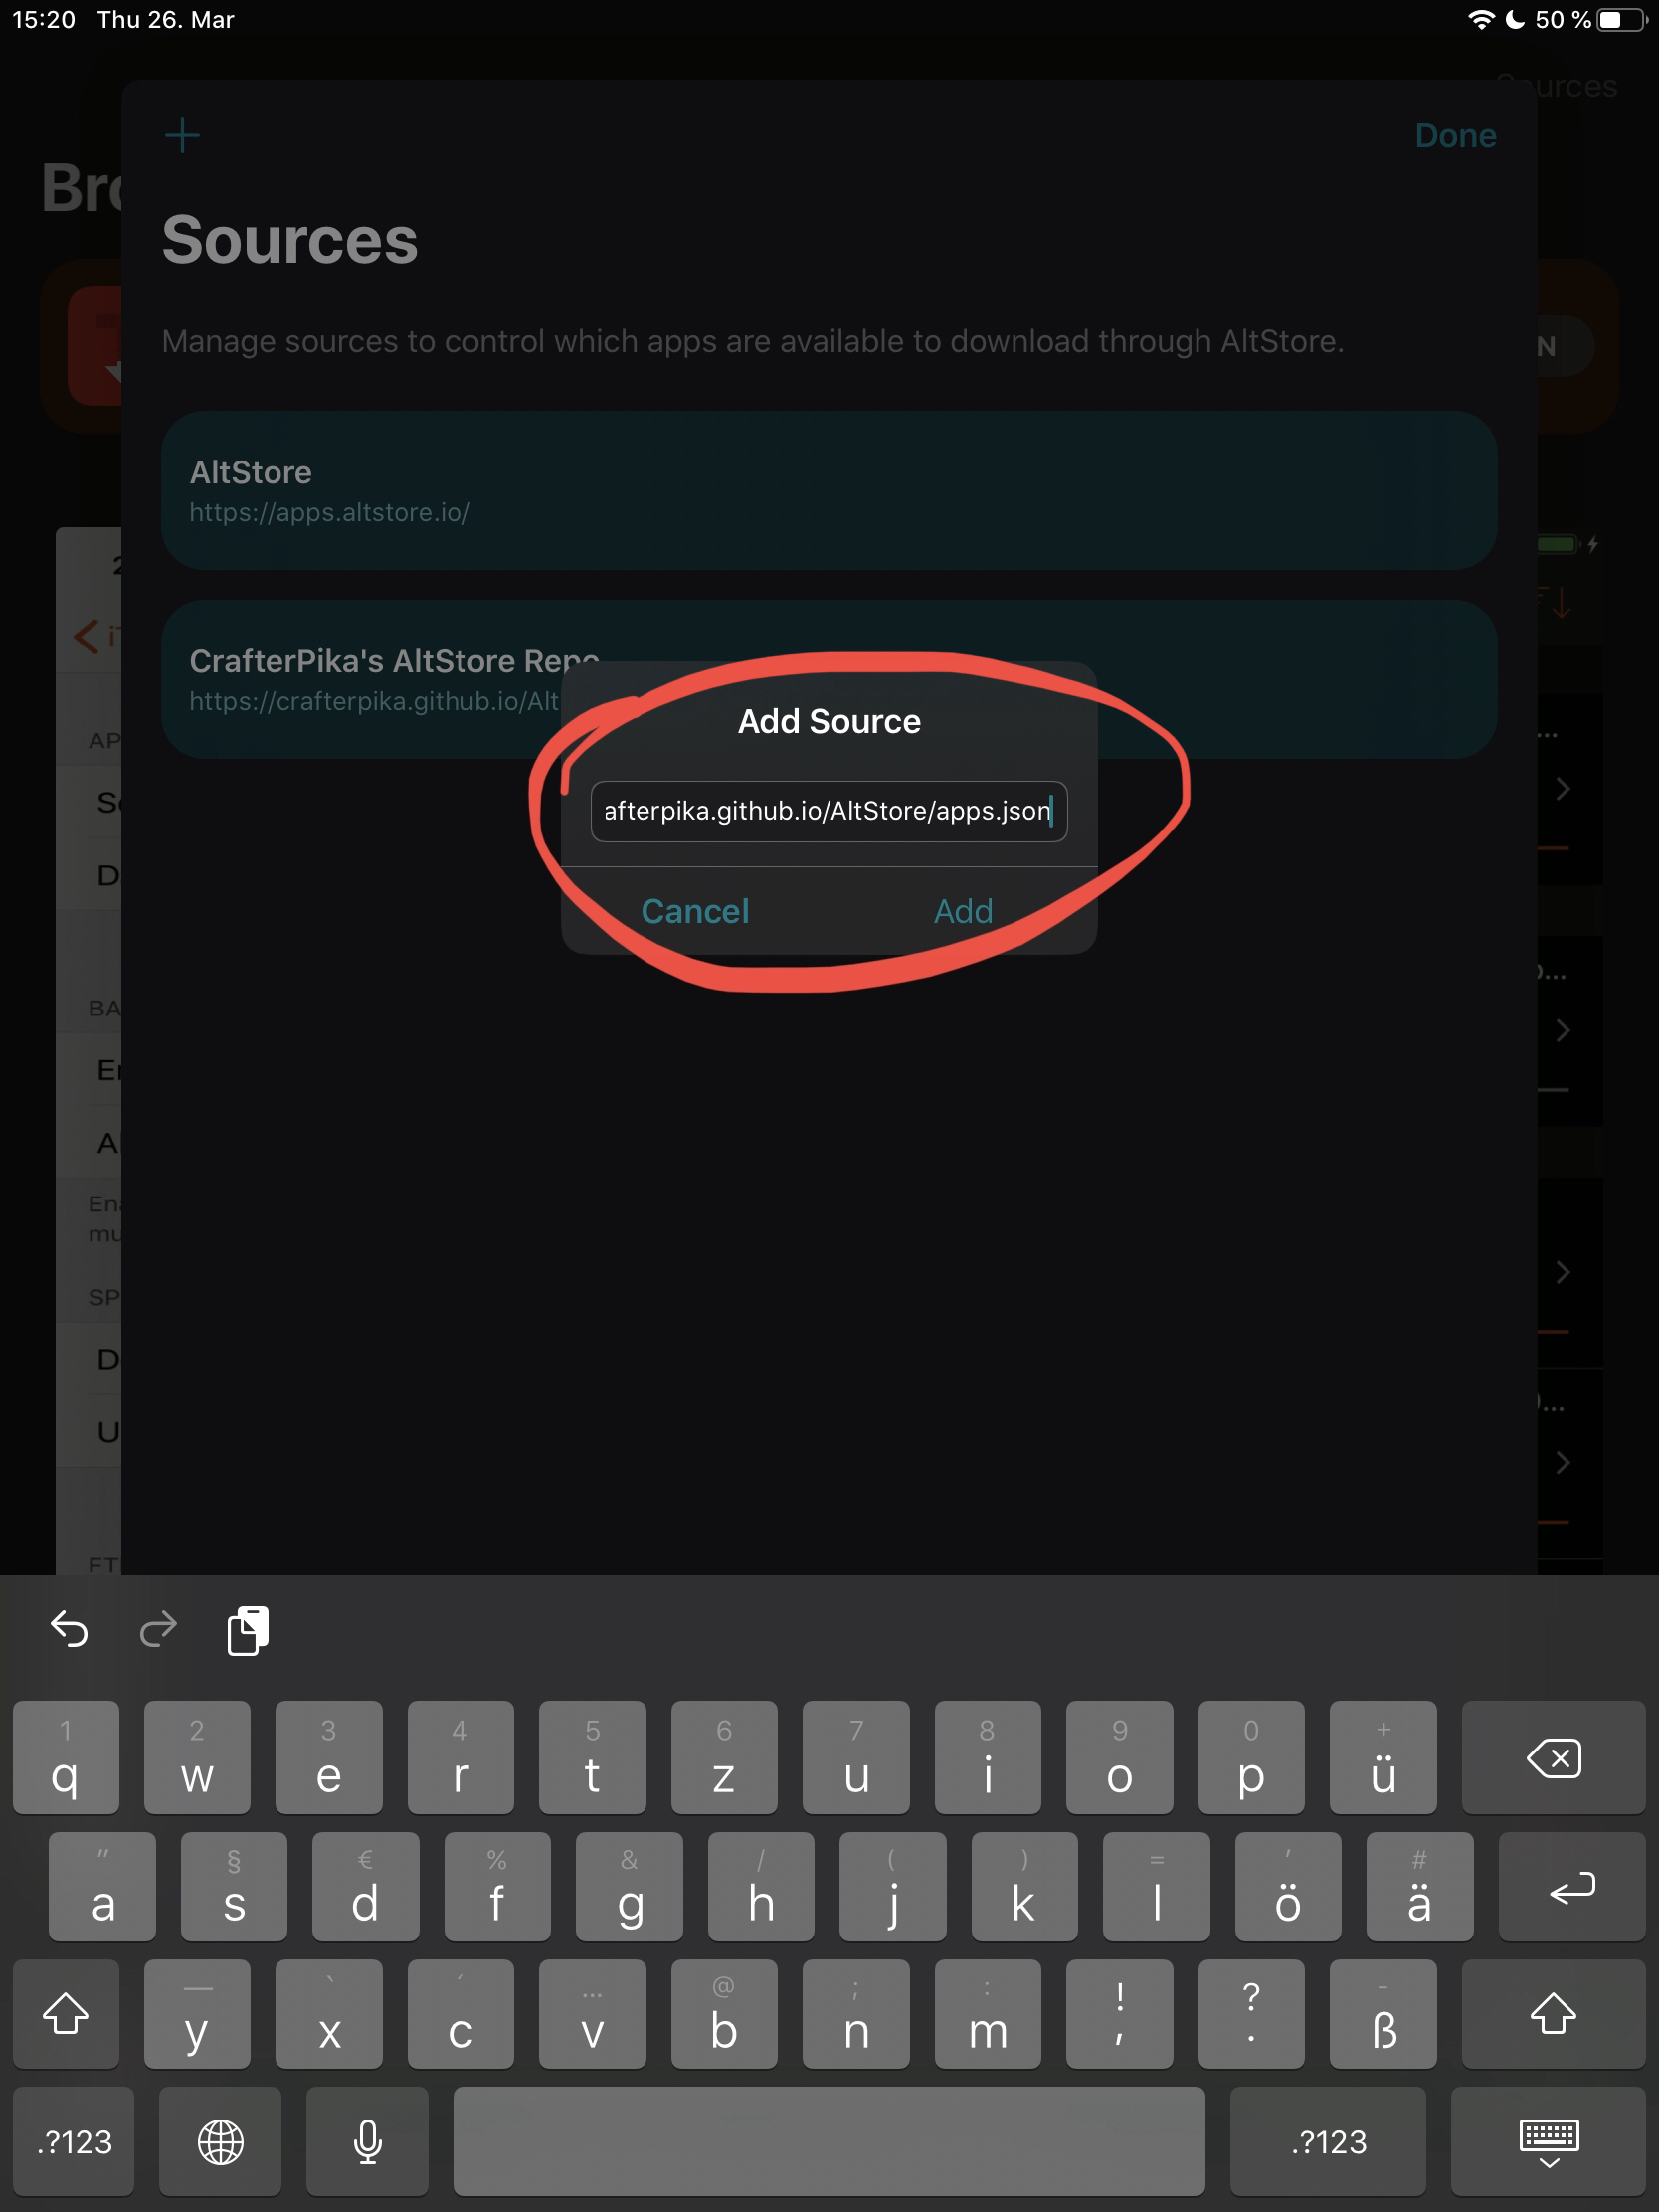 15:20 Thu 26. Mar
50 %
Done
Sources
Manage sources to control which apps are available to download through AltStore.
AltStore
https://apps.altstore.io/
CrafterPika's AltStore Repo
https://crafterpika.github.io/Alt
Add Source
afterpika.github.io/AltStore/apps.json
Cancel Add
1 2 3 4 5 6 7 8 9 0 +
q w e r t z u i o p ü
" § € % & / ( ) = ' #
a s d f g h j k l ö ä
— ` ´ ... @ ; : ! ? -
y x c v b n m , . ß
.?123 .?123